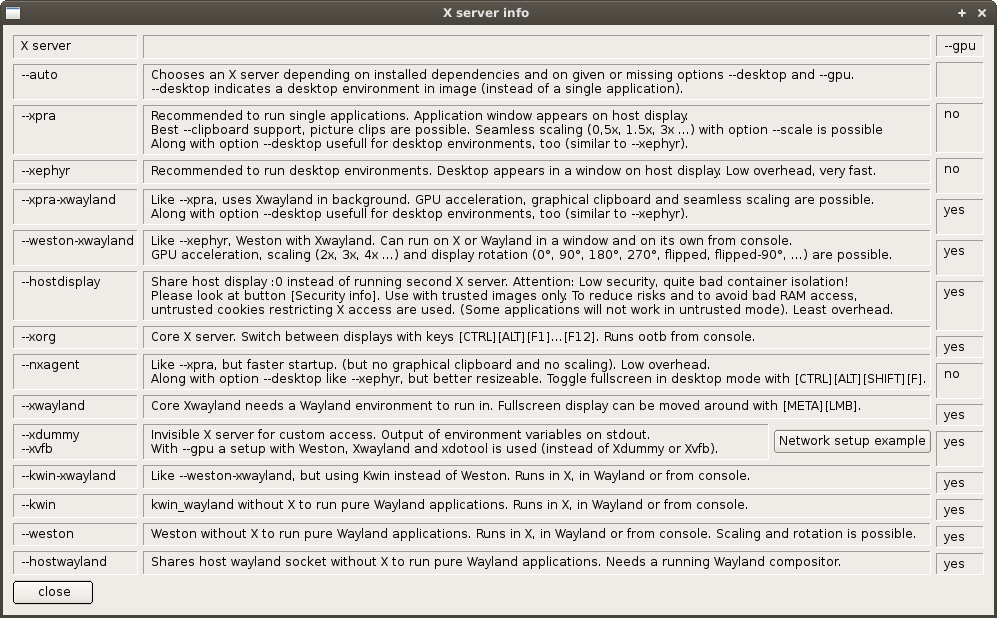 X server info
X server --gpu
--auto Chooses an X server depending on installed dependencies and on given or missing options --desktop and --gpu.
--desktop indicates a desktop environment in image (instead of a single application).
--xpra Recommended to run single applications. Application window appears on host display. no
Best --clipboard support, picture clips are possible. Seamless scaling (0,5x, 1.5x, 3x ...) with option --scale is possible
Along with option --desktop usefull for desktop environments, too (similar to --xephyr).
--xephyr Recommended to run desktop environments. Desktop appears in a window on host display. Low overhead, very fast. no
--xpra-xwayland Like --xpra, uses Xwayland in background. GPU acceleration, graphical clipboard and seamless scaling are possible. yes
Along with option --desktop usefull for desktop environments, too (similar to --xephyr).
--weston-xwayland Like --xephyr, Weston with Xwayland. Can run on X or Wayland in a window and on its own from console. yes
GPU acceleration, scaling (2x, 3x, 4x ...) and display rotation (0°, 90°, 180°, 270°, flipped, flipped-90°, ...) are possible.
--hostdisplay Share host display :0 instead of running second X server. Attention: Low security, quite bad container isolation! yes
Please look at button [Security info]. Use with trusted images only. To reduce risks and to avoid bad RAM access,
untrusted cookies restricting X access are used. (Some applications will not work in untrusted mode). Least overhead.
--xorg Core X server. Switch between displays with keys [CTRL][ALT][F1]...[F12]. Runs ootb from console. yes
--nxagent Like --xpra, but faster startup. (but no graphical clipboard and no scaling). Low overhead. no
Along with option --desktop like --xephyr, but better resizeable. Toggle fullscreen in desktop mode with [CTRL][ALT][SHIFT][F].
--xwayland Core Xwayland needs a Wayland environment to run in. Fullscreen display can be moved around with [META][LMB]. yes
--xdummy Invisible X server for custom access. Output of environment variables on stdout. Network setup example yes
--xvfb With --gpu a setup with Weston, Xwayland and xdotool is used (instead of Xdummy or Xvfb).
--kwin-xwayland Like --weston-xwayland, but using Kwin instead of Weston. Runs in X, in Wayland or from console. yes
--kwin kwin_wayland without X to run pure Wayland applications. Runs in X, in Wayland or from console. yes
--weston Weston without X to run pure Wayland applications. Runs in X, in Wayland or from console. Scaling and rotation is possible. yes
--hostwayland Shares host wayland socket without X to run pure Wayland applications. Needs a running Wayland compositor. yes
close